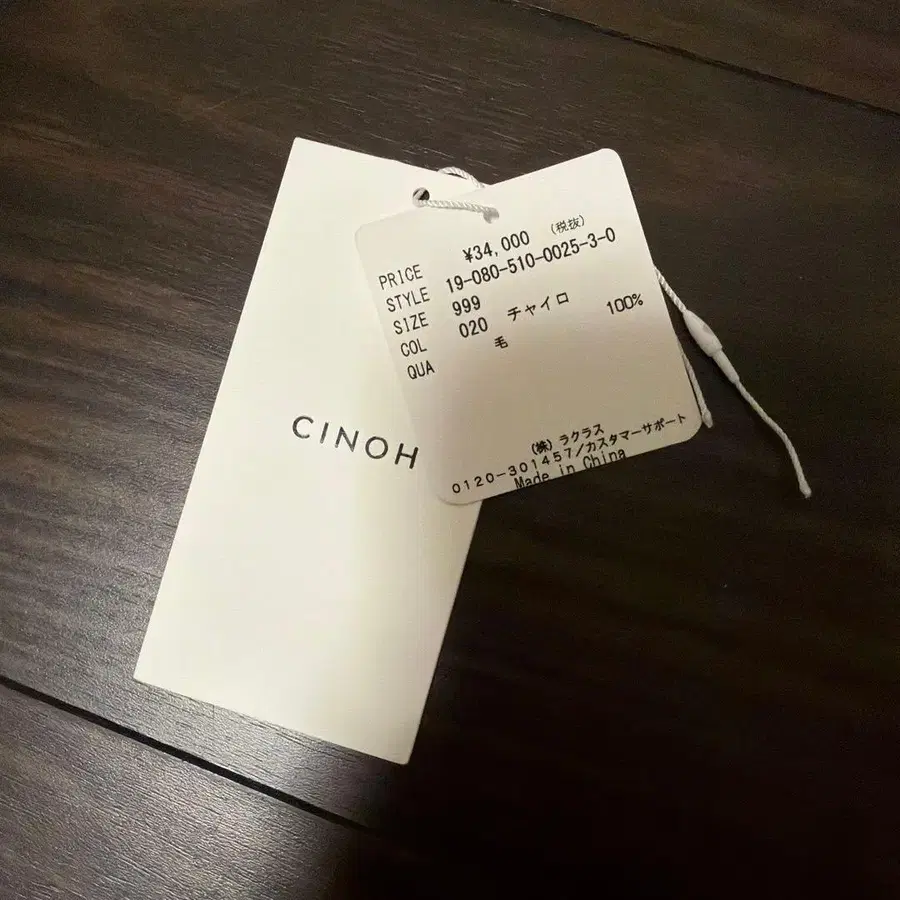 CINOH
PRICE ¥34,000 (税抜)
STYLE 19-080-510-0025-3-0
SIZE 999
COL 020 チャイロ
QUA 毛 100%
(株) ラクラス
0120-301457/カスタマーサポート
Made in China